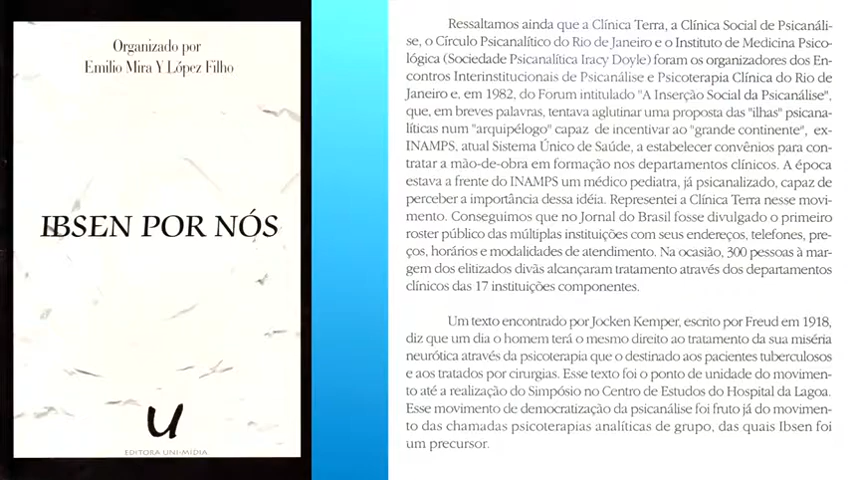 Organizado por
Emilio Mira Y López Filho
IBSEN POR NÓS
U
EDITORA UNI-MÍDIA
Ressaltamos ainda que a Clínica Terra, a Clínica Social de Psicanáli-
se, o Círculo Psicanalítico do Rio de Janeiro e o Instituto de Medicina Psico-
lógica (Sociedade Psicanalítica Iracy Doyle) foram os organizadores dos En-
contros Interinstitucionais de Psicanálise e Psicoterapia Clínica do Rio de
Janeiro e, em 1982, do Forum intitulado "A Inserção Social da Psicanálise",
que, em breves palavras, tentava aglutinar uma proposta das "ilhas" psicana-
líticas num "arquipélogo" capaz de incentivar ao "grande continente", ex-
INAMPS, atual Sistema Único de Saúde, a estabelecer convênios para con-
tratar a mão-de-obra em formação nos departamentos clínicos. A época
estava a frente do INAMPS um médico pediatra, já psicanalizado, capaz de
perceber a importância dessa idéia. Representei a Clínica Terra nesse movi-
mento. Conseguimos que no Jornal do Brasil fosse divulgado o primeiro
roster público das múltiplas instituições com seus endereços, telefones, pre-
ços, horários e modalidades de atendimento. Na ocasião, 300 pessoas à mar-
gem dos elitizados divãs alcançaram tratamento através dos departamentos
clínicos das 17 instituições componentes.
Um texto encontrado por Jocken Kemper, escrito por Freud em 1918,
diz que um dia o homem terá o mesmo direito ao tratamento da sua miséria
neurótica através da psicoterapia que o destinado aos pacientes tuberculosos
e aos tratados por cirurgias. Esse texto foi o ponto de unidade do movimen-
to até a realização do Simpósio no Centro de Estudos do Hospital da Lagoa.
Esse movimento de democratização da psicanálise foi fruto já do movimen-
to das chamadas psicoterapias analíticas de grupo, das quais Ibsen foi
um precursor.